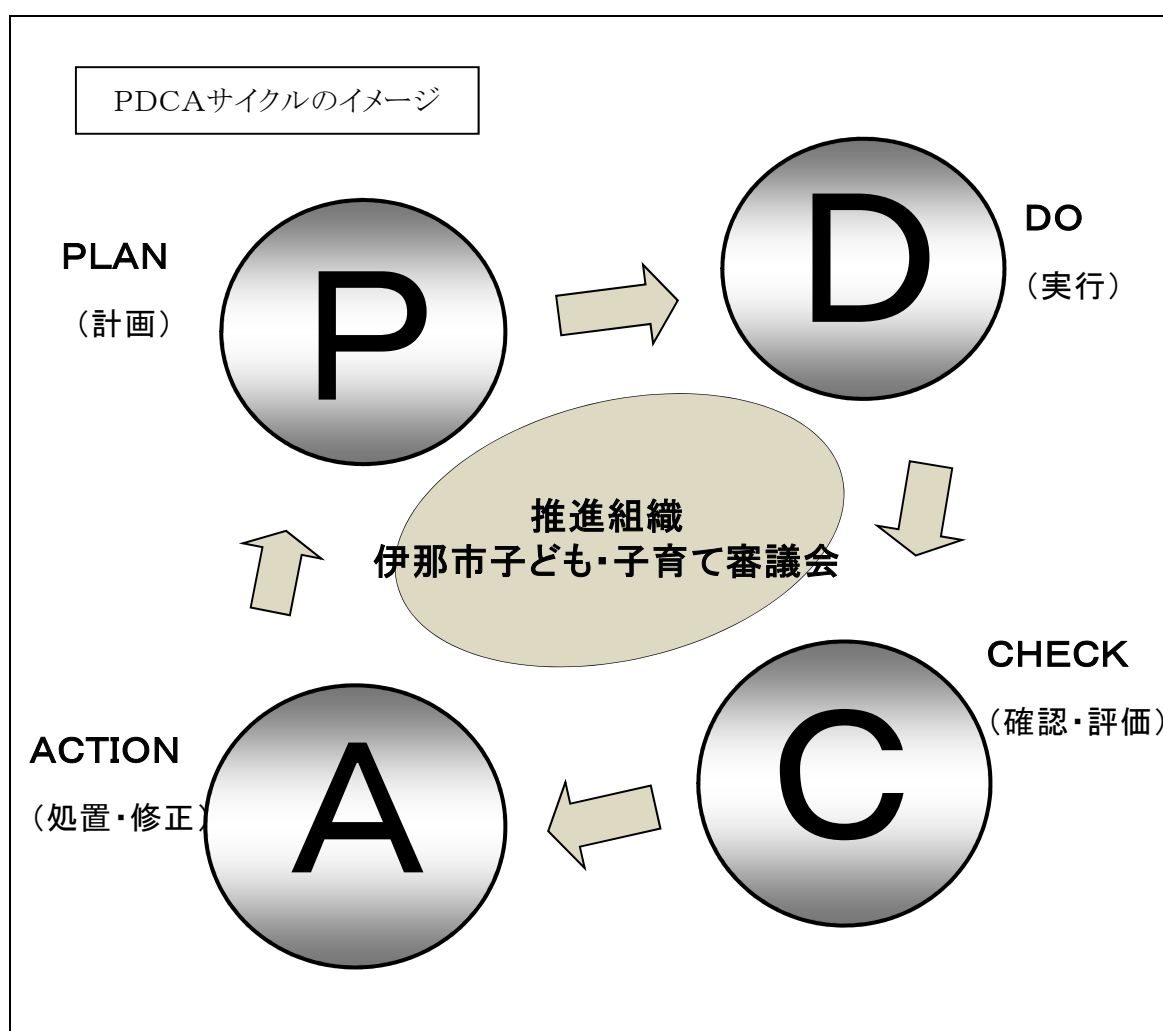 PDCAサイクルのイメージ
PLAN
（計画）
P
D
DO
（実行）
推進組織
伊那市子ども・子育て審議会
CHECK
（確認・評価）
C
ACTION
（処置・修正）
A